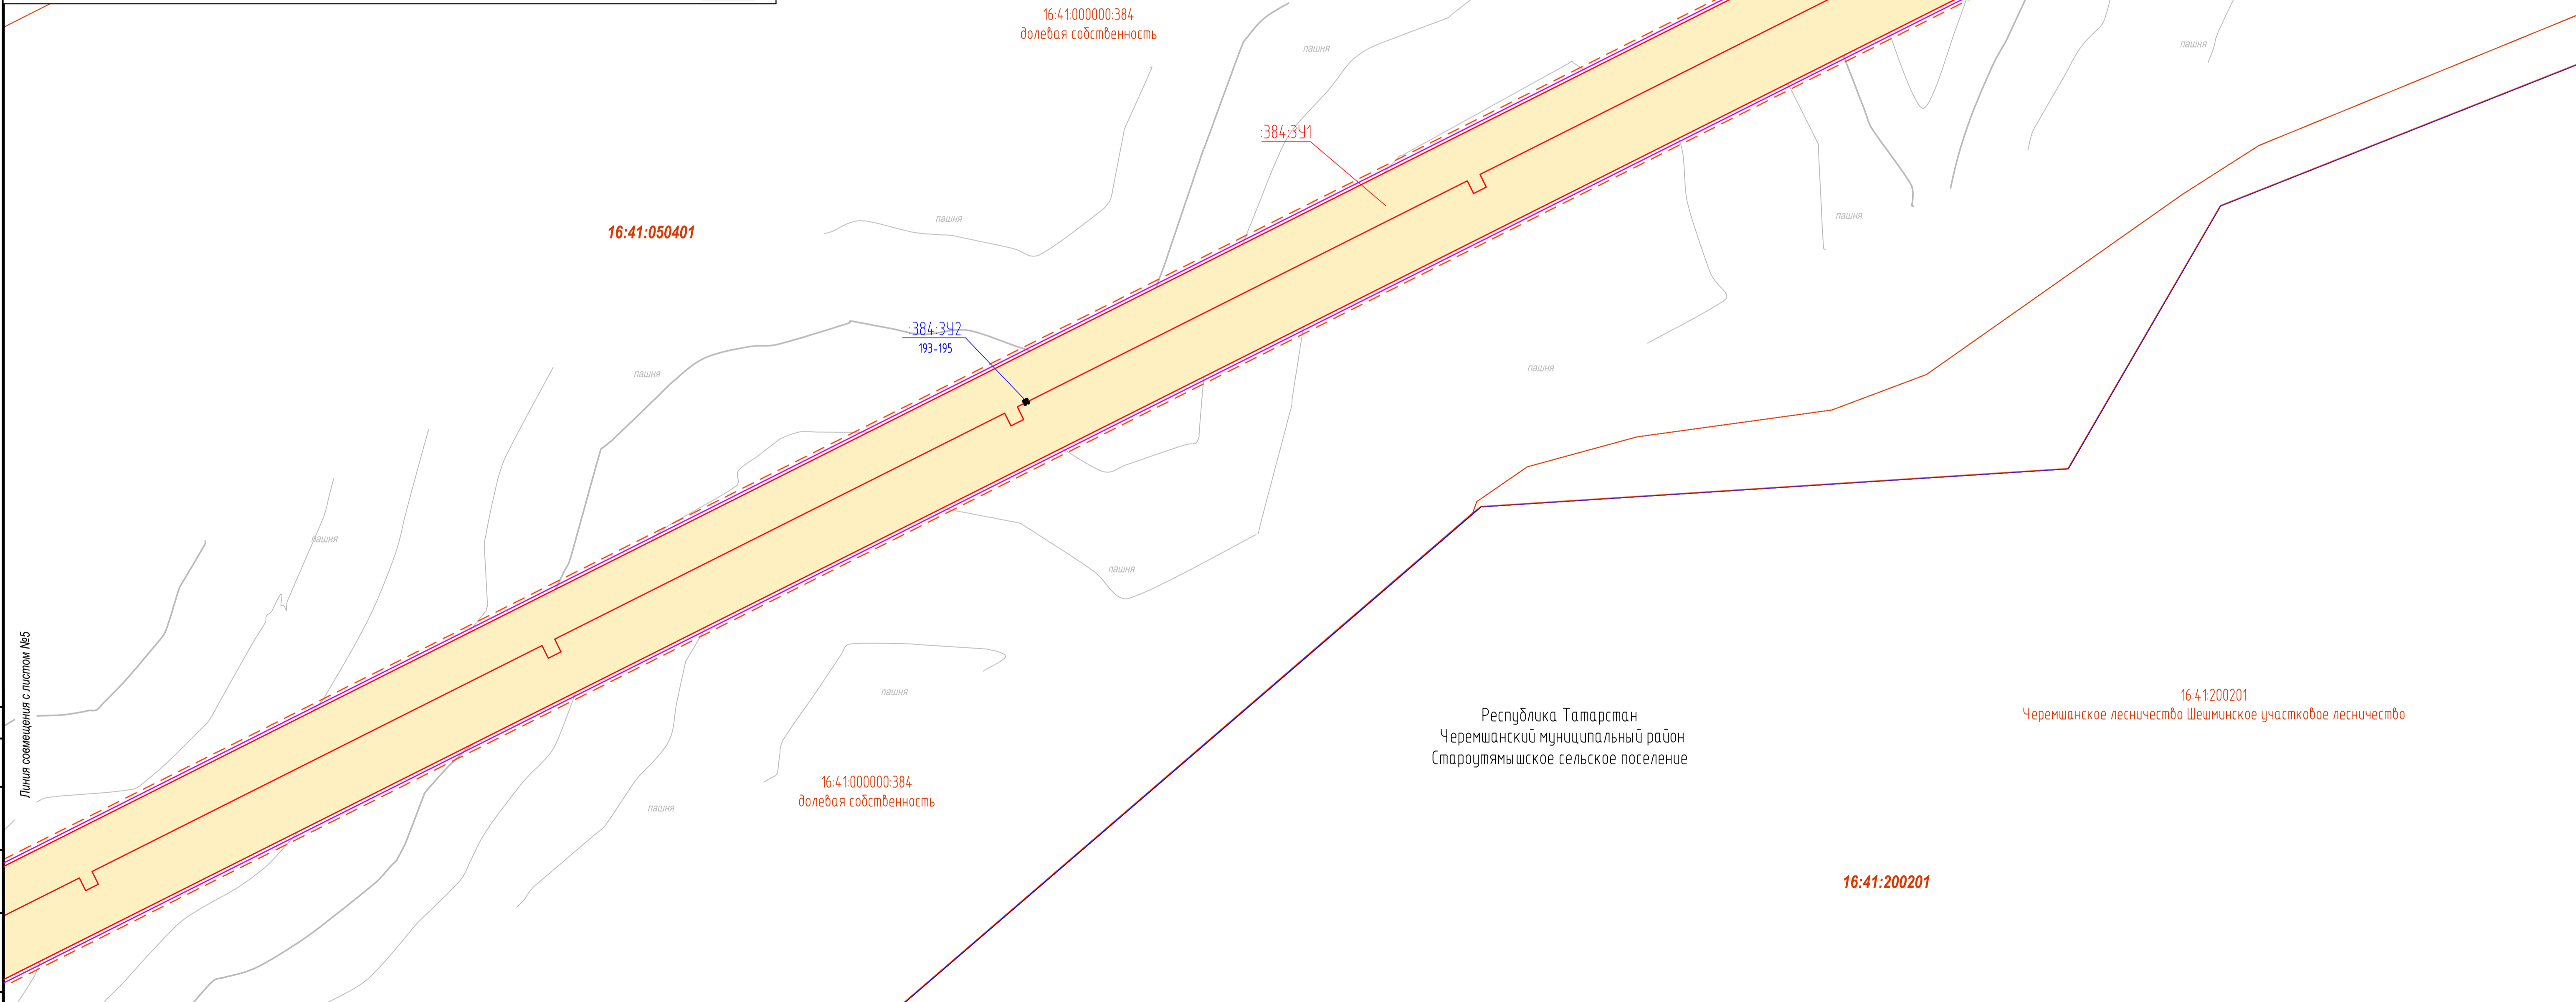 16:41:000000:384
долевая собственность
пашня
пашня
:384:ЗУ1
пашня
пашня
16:41:050401
:384:ЗУ2
193-195
пашня
пашня
пашня
пашня
Линия совмещения с листом №5
пашня
16:41:000000:384
долевая собственность
пашня
Республика Татарстан
Черемшанский муниципальный район
Староутямышское сельское поселение
16:41:200201
Черемшанское лесничество Шешминское участковое лесничество
16:41:200201